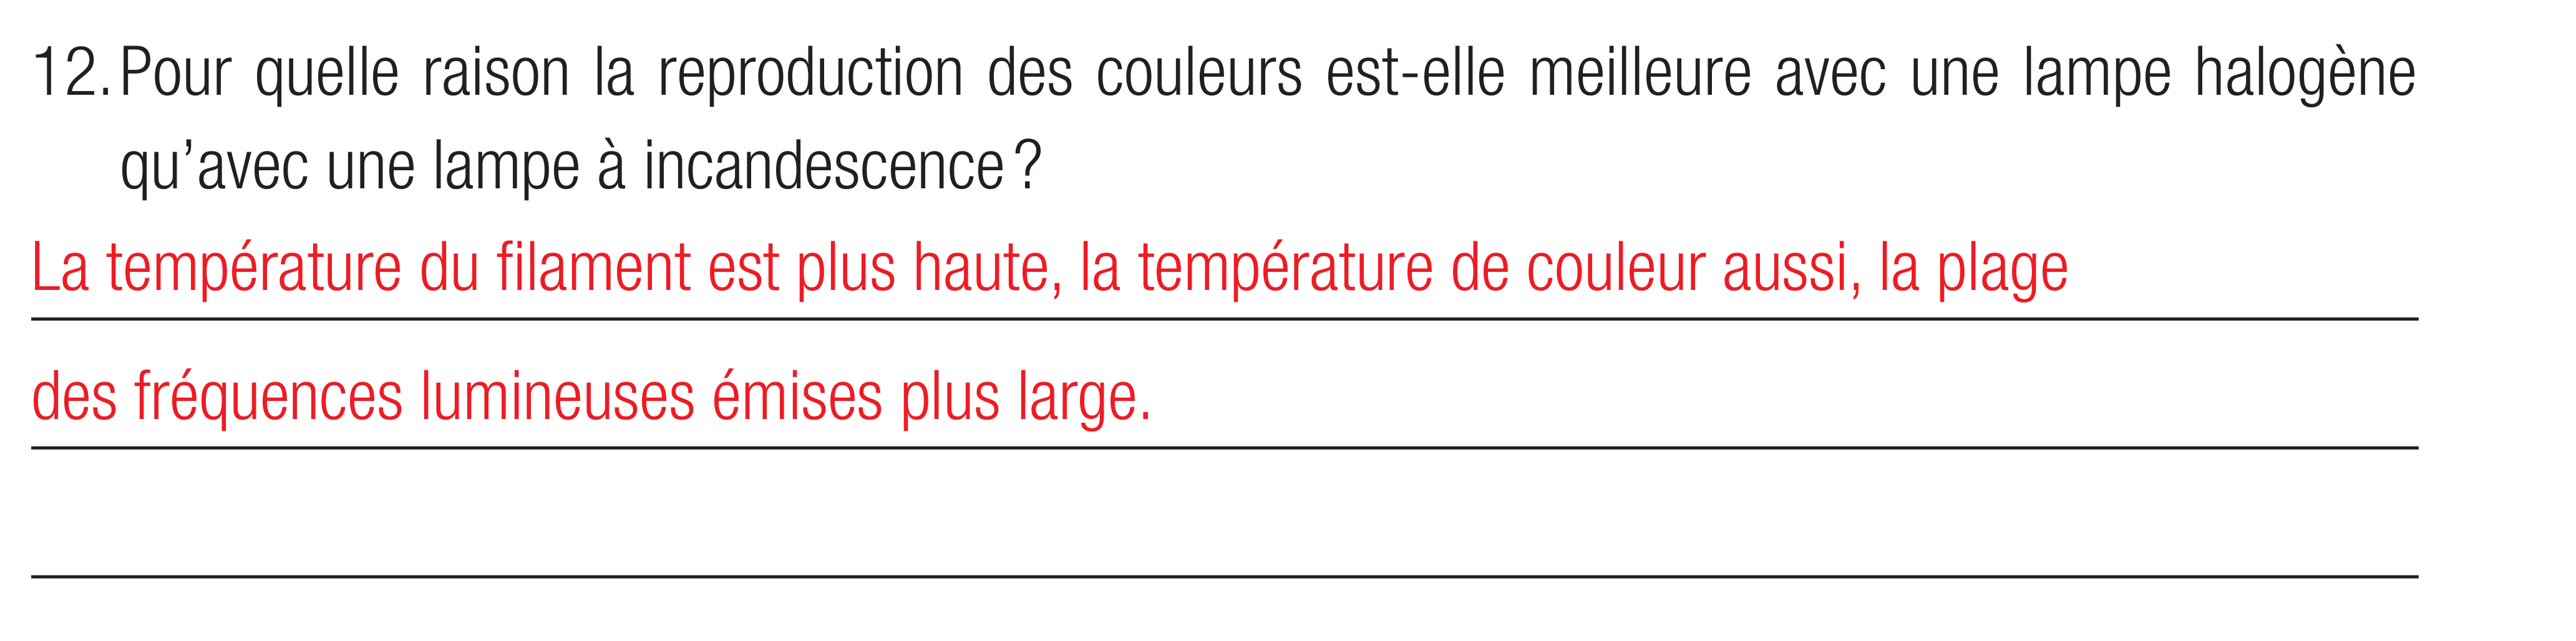 12. Pour quelle raison la reproduction des couleurs est-elle meilleure avec une lampe halogène
qu’avec une lampe à incandescence ?
La température du filament est plus haute, la température de couleur aussi, la plage
des fréquences lumineuses émises plus large.